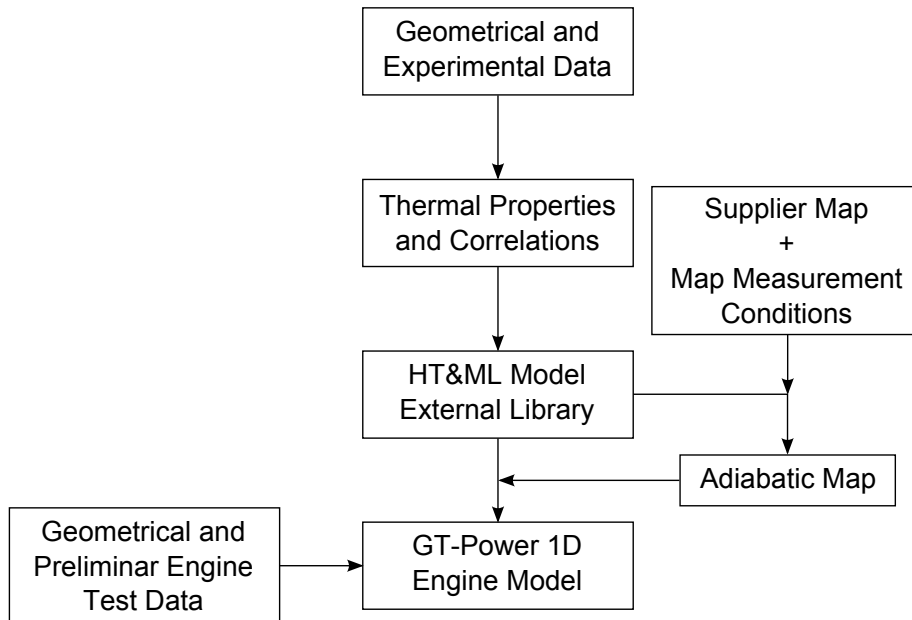 Geometrical and
Experimental Data
Thermal Properties
and Correlations
Supplier Map
+
Map Measurement
Conditions
HT&ML Model
External Library
Adiabatic Map
Geometrical and
Preliminar Engine
Test Data
GT-Power 1D
Engine Model